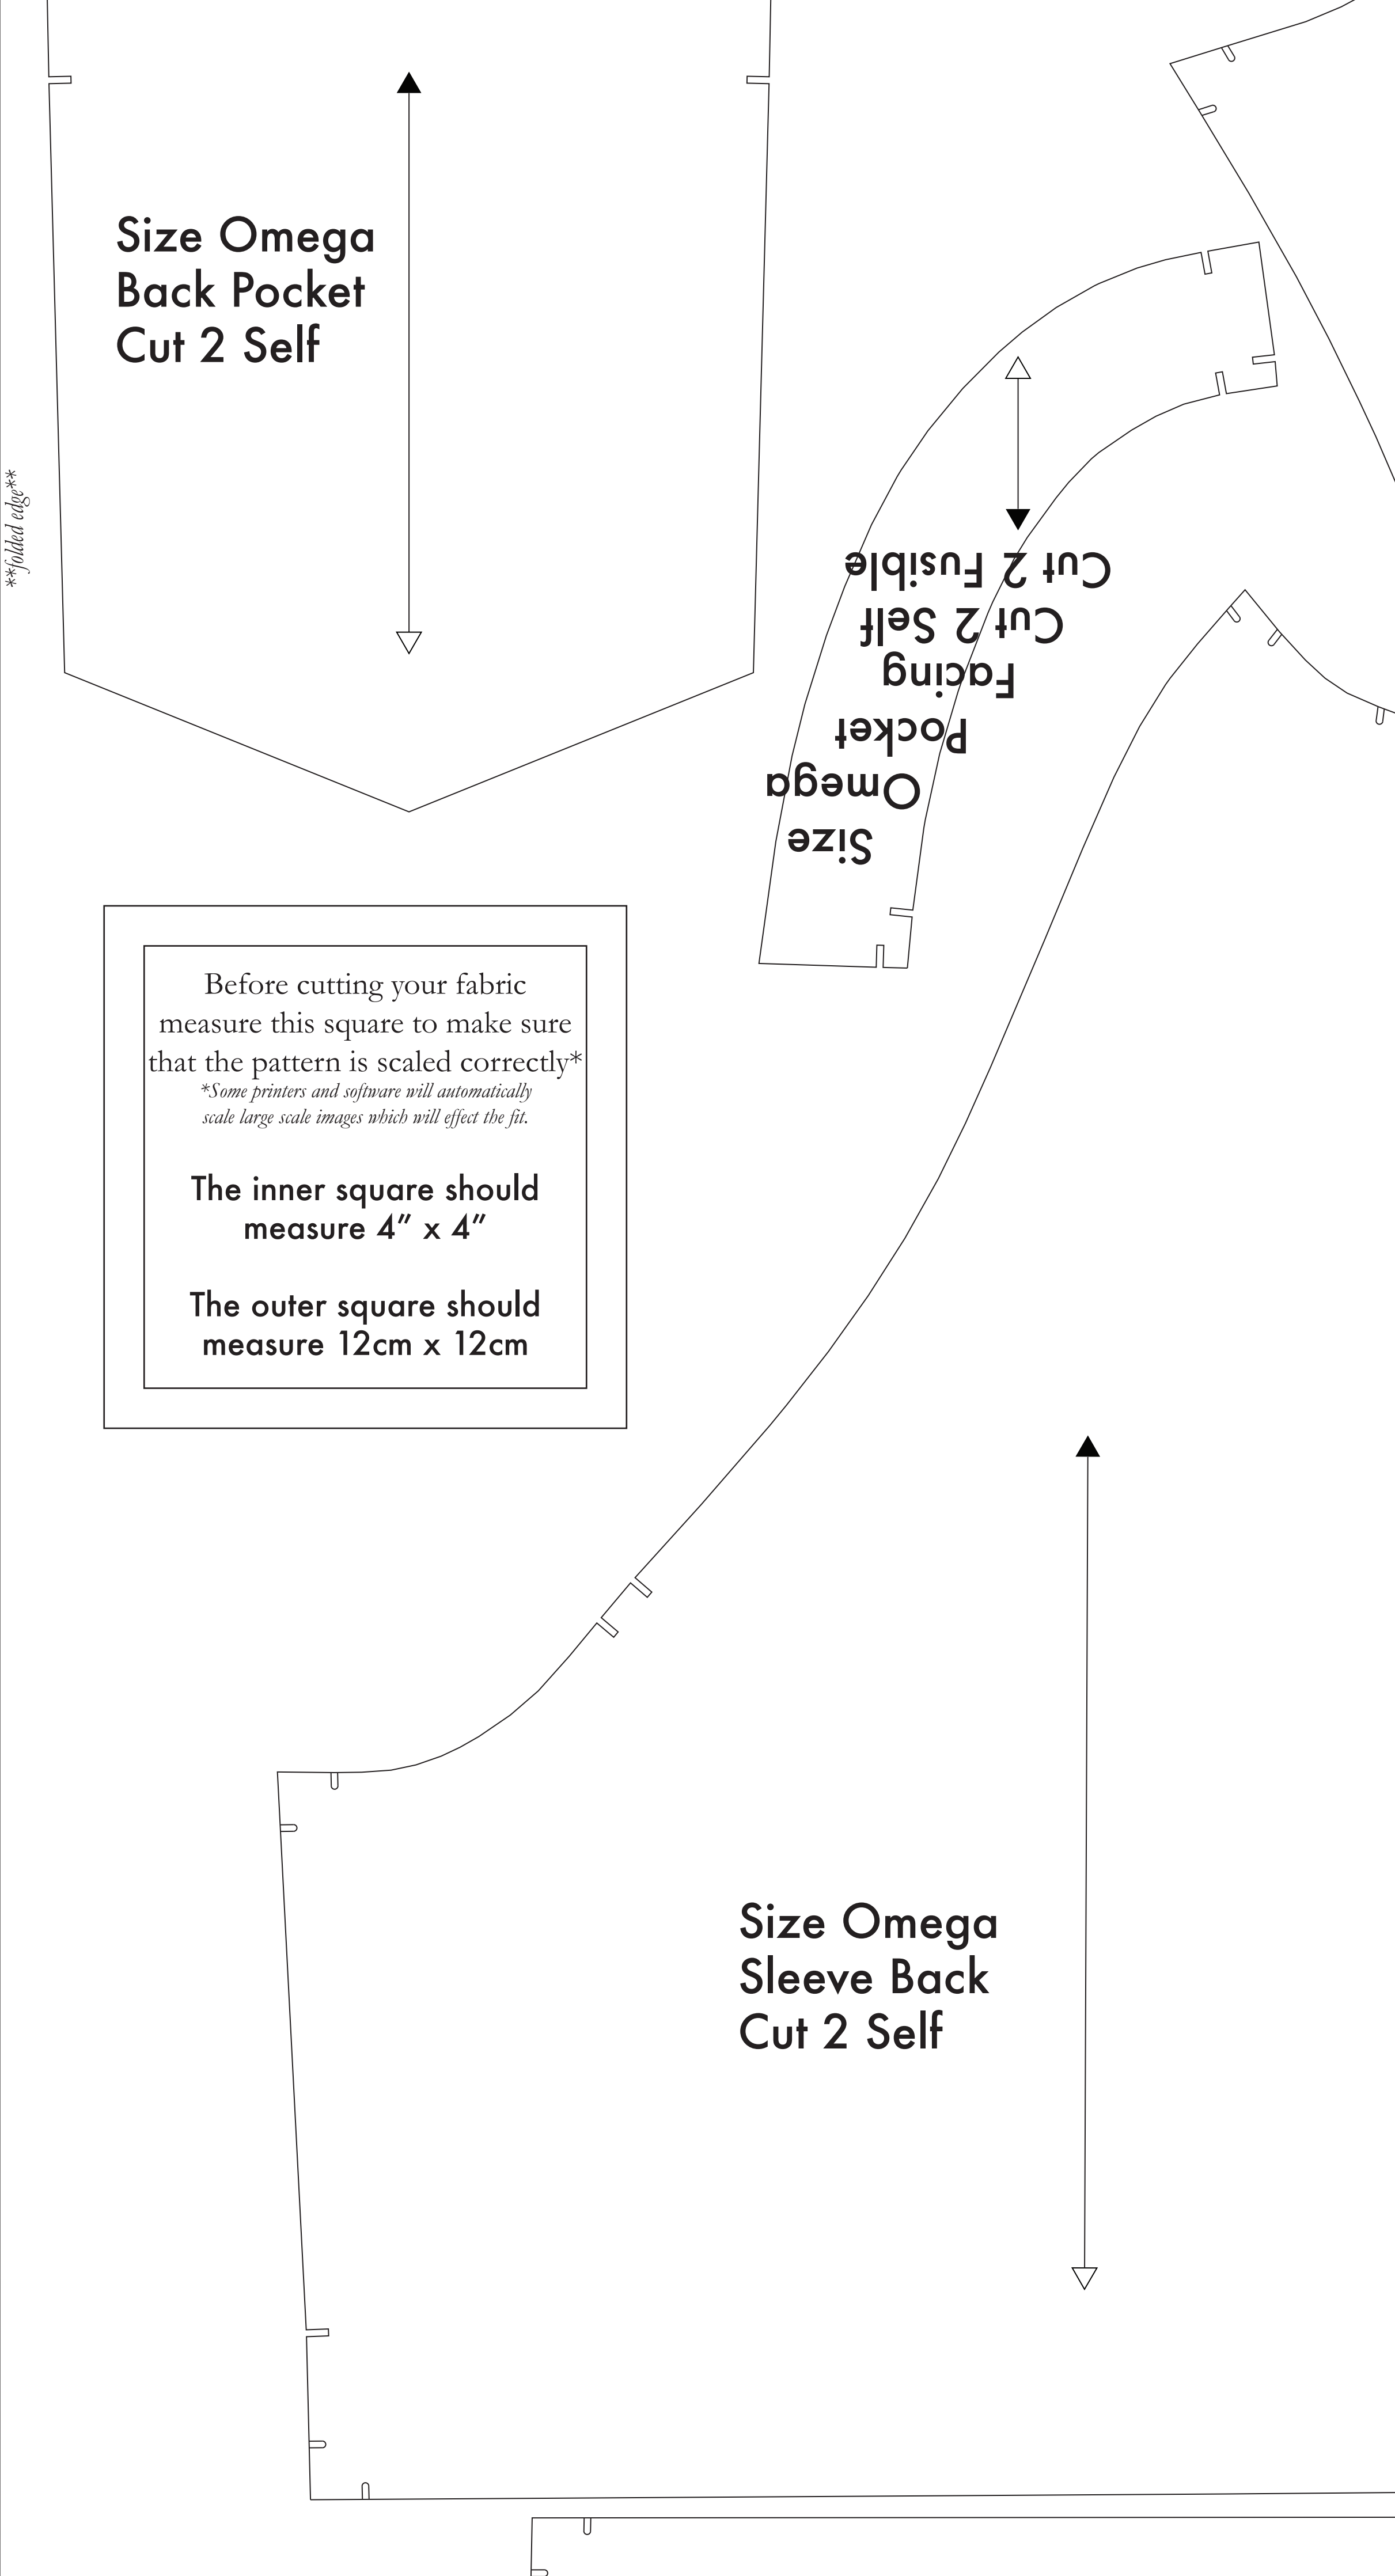 Size Omega
Back Pocket
Cut 2 Self
**folded edge**
Size
Omega
Pocket
Facing
Cut 2 Self
Cut 2 Fusible
Before cutting your fabric
measure this square to make sure
that the pattern is scaled correctly*
*Some printers and software will automatically
scale large scale images which will effect the fit.
The inner square should
measure 4” x 4”
The outer square should
measure 12cm x 12cm
Size Omega
Sleeve Back
Cut 2 Self